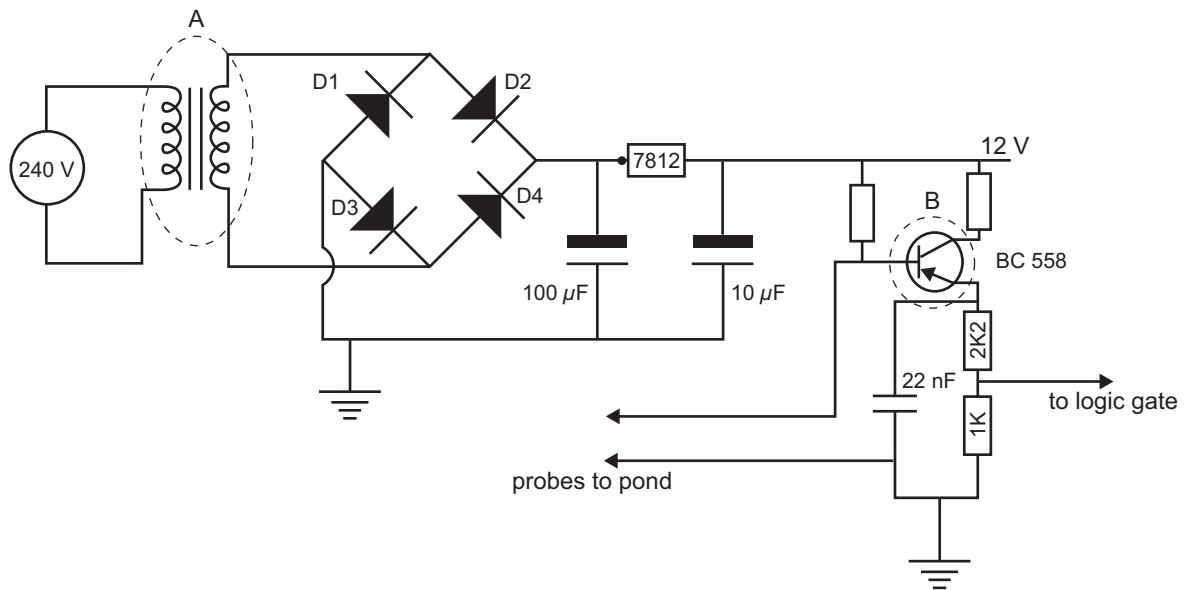 A
240 V
D1
D2
D3
D4
7812
12 V
B
BC 558
100 µF
10 µF
2K2
22 nF
1K
to logic gate
probes to pond